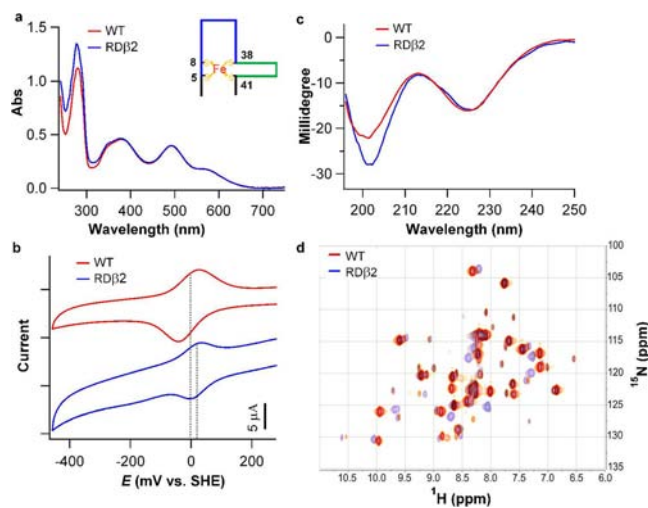 a
WT
RDβ2
8
5
Fe
38
41
1.5
1.0
0.5
0.0
Abs
300 400 500 600 700
Wavelength (nm)
c
WT
RDβ2
0
-10
-20
-30
Millidegree
200 210 220 230 240 250
Wavelength (nm)
b
WT
RDβ2
Current
5 µA
-400 -200 0 200
E (mV vs. SHE)
d
WT
RDβ2
100
105
110
115
120
125
130
135
15N (ppm)
10.5 10.0 9.5 9.0 8.5 8.0 7.5 7.0 6.5 6.0
1H (ppm)